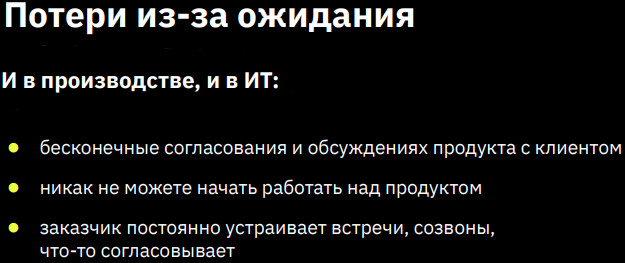 Потери из-за ожидания
И в производстве, и в ИТ:
бесконечные согласования и обсуждениях продукта с клиентом
никак не можете начать работать над продуктом
заказчик постоянно устраивает встречи, созвоны,
что-то согласовывает